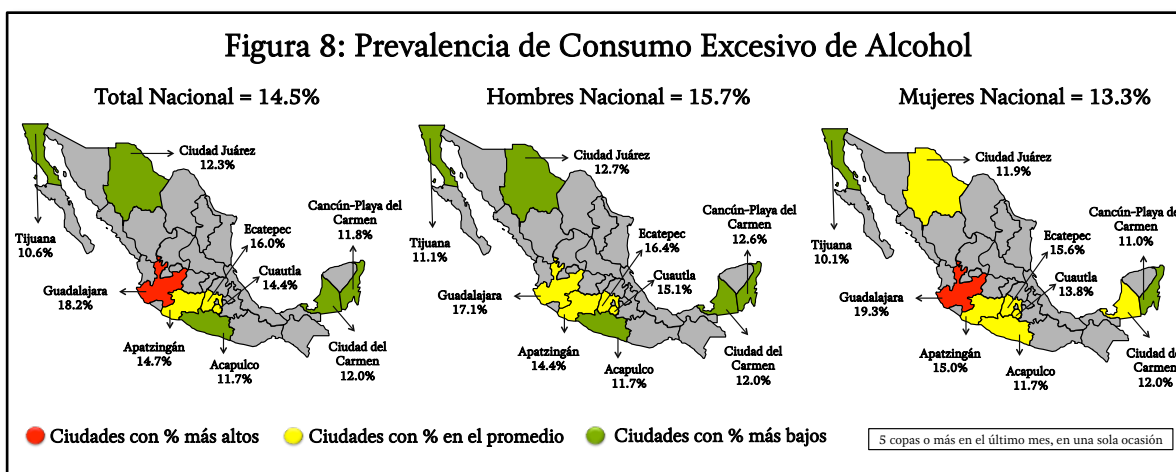 Figura 8: Prevalencia de Consumo Excesivo de Alcohol
Total Nacional = 14.5%
Ciudad Juárez
12.3%
Cancún-Playa del
Carmen
11.8%
Ecatepec
16.0%
Tijuana
10.6%
Cuautla
14.4%
Guadalajara
18.2%
Apatzingán
14.7%
Acapulco
11.7%
Ciudad del
Carmen
12.0%
Hombres Nacional = 15.7%
Ciudad Juárez
12.7%
Cancún-Playa del
Carmen
12.6%
Ecatepec
16.4%
Tijuana
11.1%
Cuautla
15.1%
Guadalajara
17.1%
Apatzingán
14.4%
Acapulco
11.7%
Ciudad del
Carmen
12.0%
Mujeres Nacional = 13.3%
Ciudad Juárez
11.9%
Cancún-Playa de
Carmen
11.0%
Ecatepec
15.6%
Tijuana
10.1%
Cuautla
13.8%
Guadalajara
19.3%
Apatzingán
15.0%
Acapulco
11.7%
Ciudad de
Carmen
12.0%
Ciudades con % más altos
Ciudades con % en el promedio
Ciudades con % más bajos
5 copas o más en el último mes, en una sola ocasión